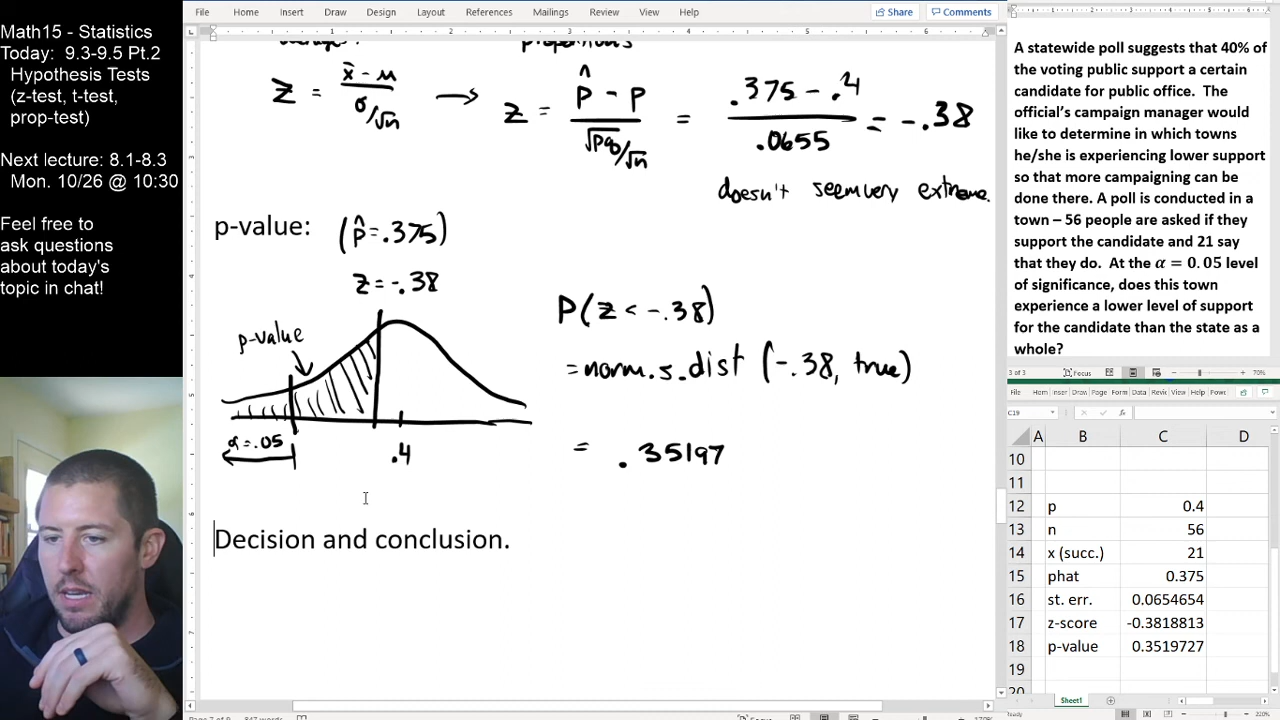 Math15 - Statistics
Today: 9.3-9.5 Pt.2
Hypothesis Tests
(z-test, t-test,
prop-test)
Next lecture: 8.1-8.3
Mon. 10/26 @ 10:30
Feel free to
ask questions
about today's
topic in chat!
File Home Insert Draw Design Layout References Mailings Review View Help Share Comments
z = x̄ - μ / σ/√n → z = p̂ - p / √pq/√n = .375 - .4 / .0655 = -.38
doesn't seem very extreme.
p-value: (p̂ = .375)
z = -.38
p-value
α = .05
.4
P(z < -.38)
= norm.s.dist (-.38, true)
= .35197
Decision and conclusion.
A statewide poll suggests that 40% of
the voting public support a certain
candidate for public office. The
official's campaign manager would
like to determine in which towns
he/she is experiencing lower support
so that more campaigning can be
done there. A poll is conducted in a
town – 56 people are asked if they
support the candidate and 21 say
that they do. At the α = 0.05 level
of significance, does this town
experience a lower level of support
for the candidate than the state as a
whole?
3 of 3 Focus 70%
C19
A B C D
10
11
12 p 0.4
13 n 56
14 x (succ.) 21
15 phat 0.375
16 st. err. 0.0654654
17 z-score -0.3818813
18 p-value 0.3519727
19
20
Sheet1